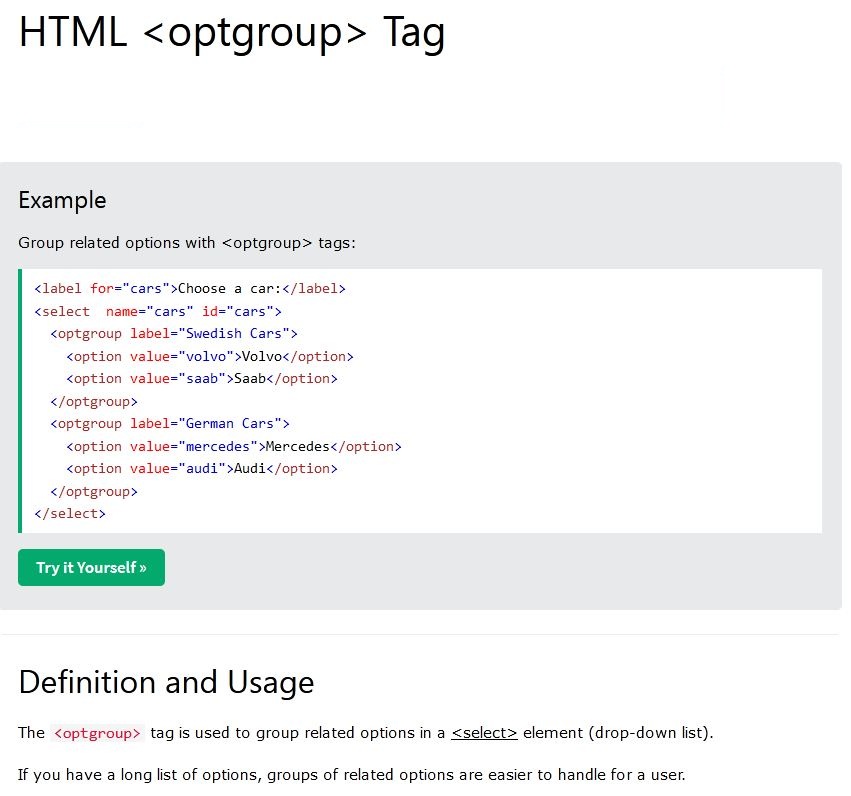 HTML <optgroup> Tag
Example
Group related options with <optgroup> tags:
<label for="cars">Choose a car:</label>
<select  name="cars" id="cars">
  <optgroup label="Swedish Cars">
    <option value="volvo">Volvo</option>
    <option value="saab">Saab</option>
  </optgroup>
  <optgroup label="German Cars">
    <option value="mercedes">Mercedes</option>
    <option value="audi">Audi</option>
  </optgroup>
</select>
Try it Yourself »
Definition and Usage
The <optgroup> tag is used to group related options in a <select> element (drop-down list).
If you have a long list of options, groups of related options are easier to handle for a user.